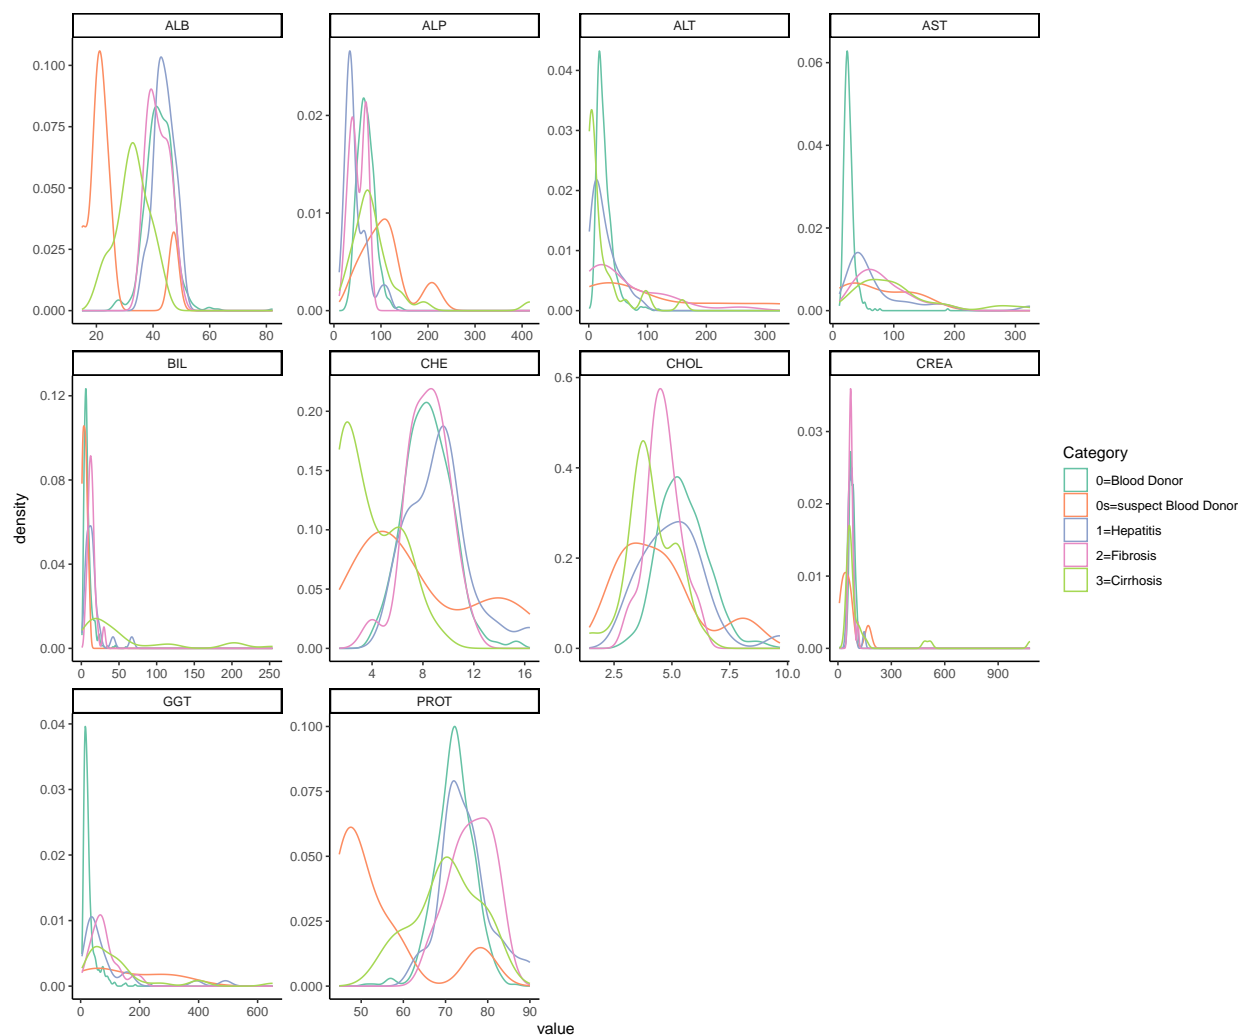 ALB ALP ALT AST
0.100 0.075 0.050 0.025 0.000
20 40 60 80
0.02 0.01 0.00
0 100 200 300 400
0.04 0.03 0.02 0.01 0.00
0 100 200 300
0.06 0.04 0.02 0.00
0 100 200 300
BIL CHE CHOL CREA
0.12 0.08 0.04 0.00
0 50 100 150 200 250
0.20 0.15 0.10 0.05 0.00
4 8 12 16
0.6 0.4 0.2 0.0
2.5 5.0 7.5 10.0
0.03 0.02 0.01 0.00
0 300 600 900
GGT PROT
0.04 0.03 0.02 0.01 0.00
0 200 400 600
0.100 0.075 0.050 0.025 0.000
50 60 70 80 90
density
value
Category
0=Blood Donor
0s=suspect Blood Donor
1=Hepatitis
2=Fibrosis
3=Cirrhosis